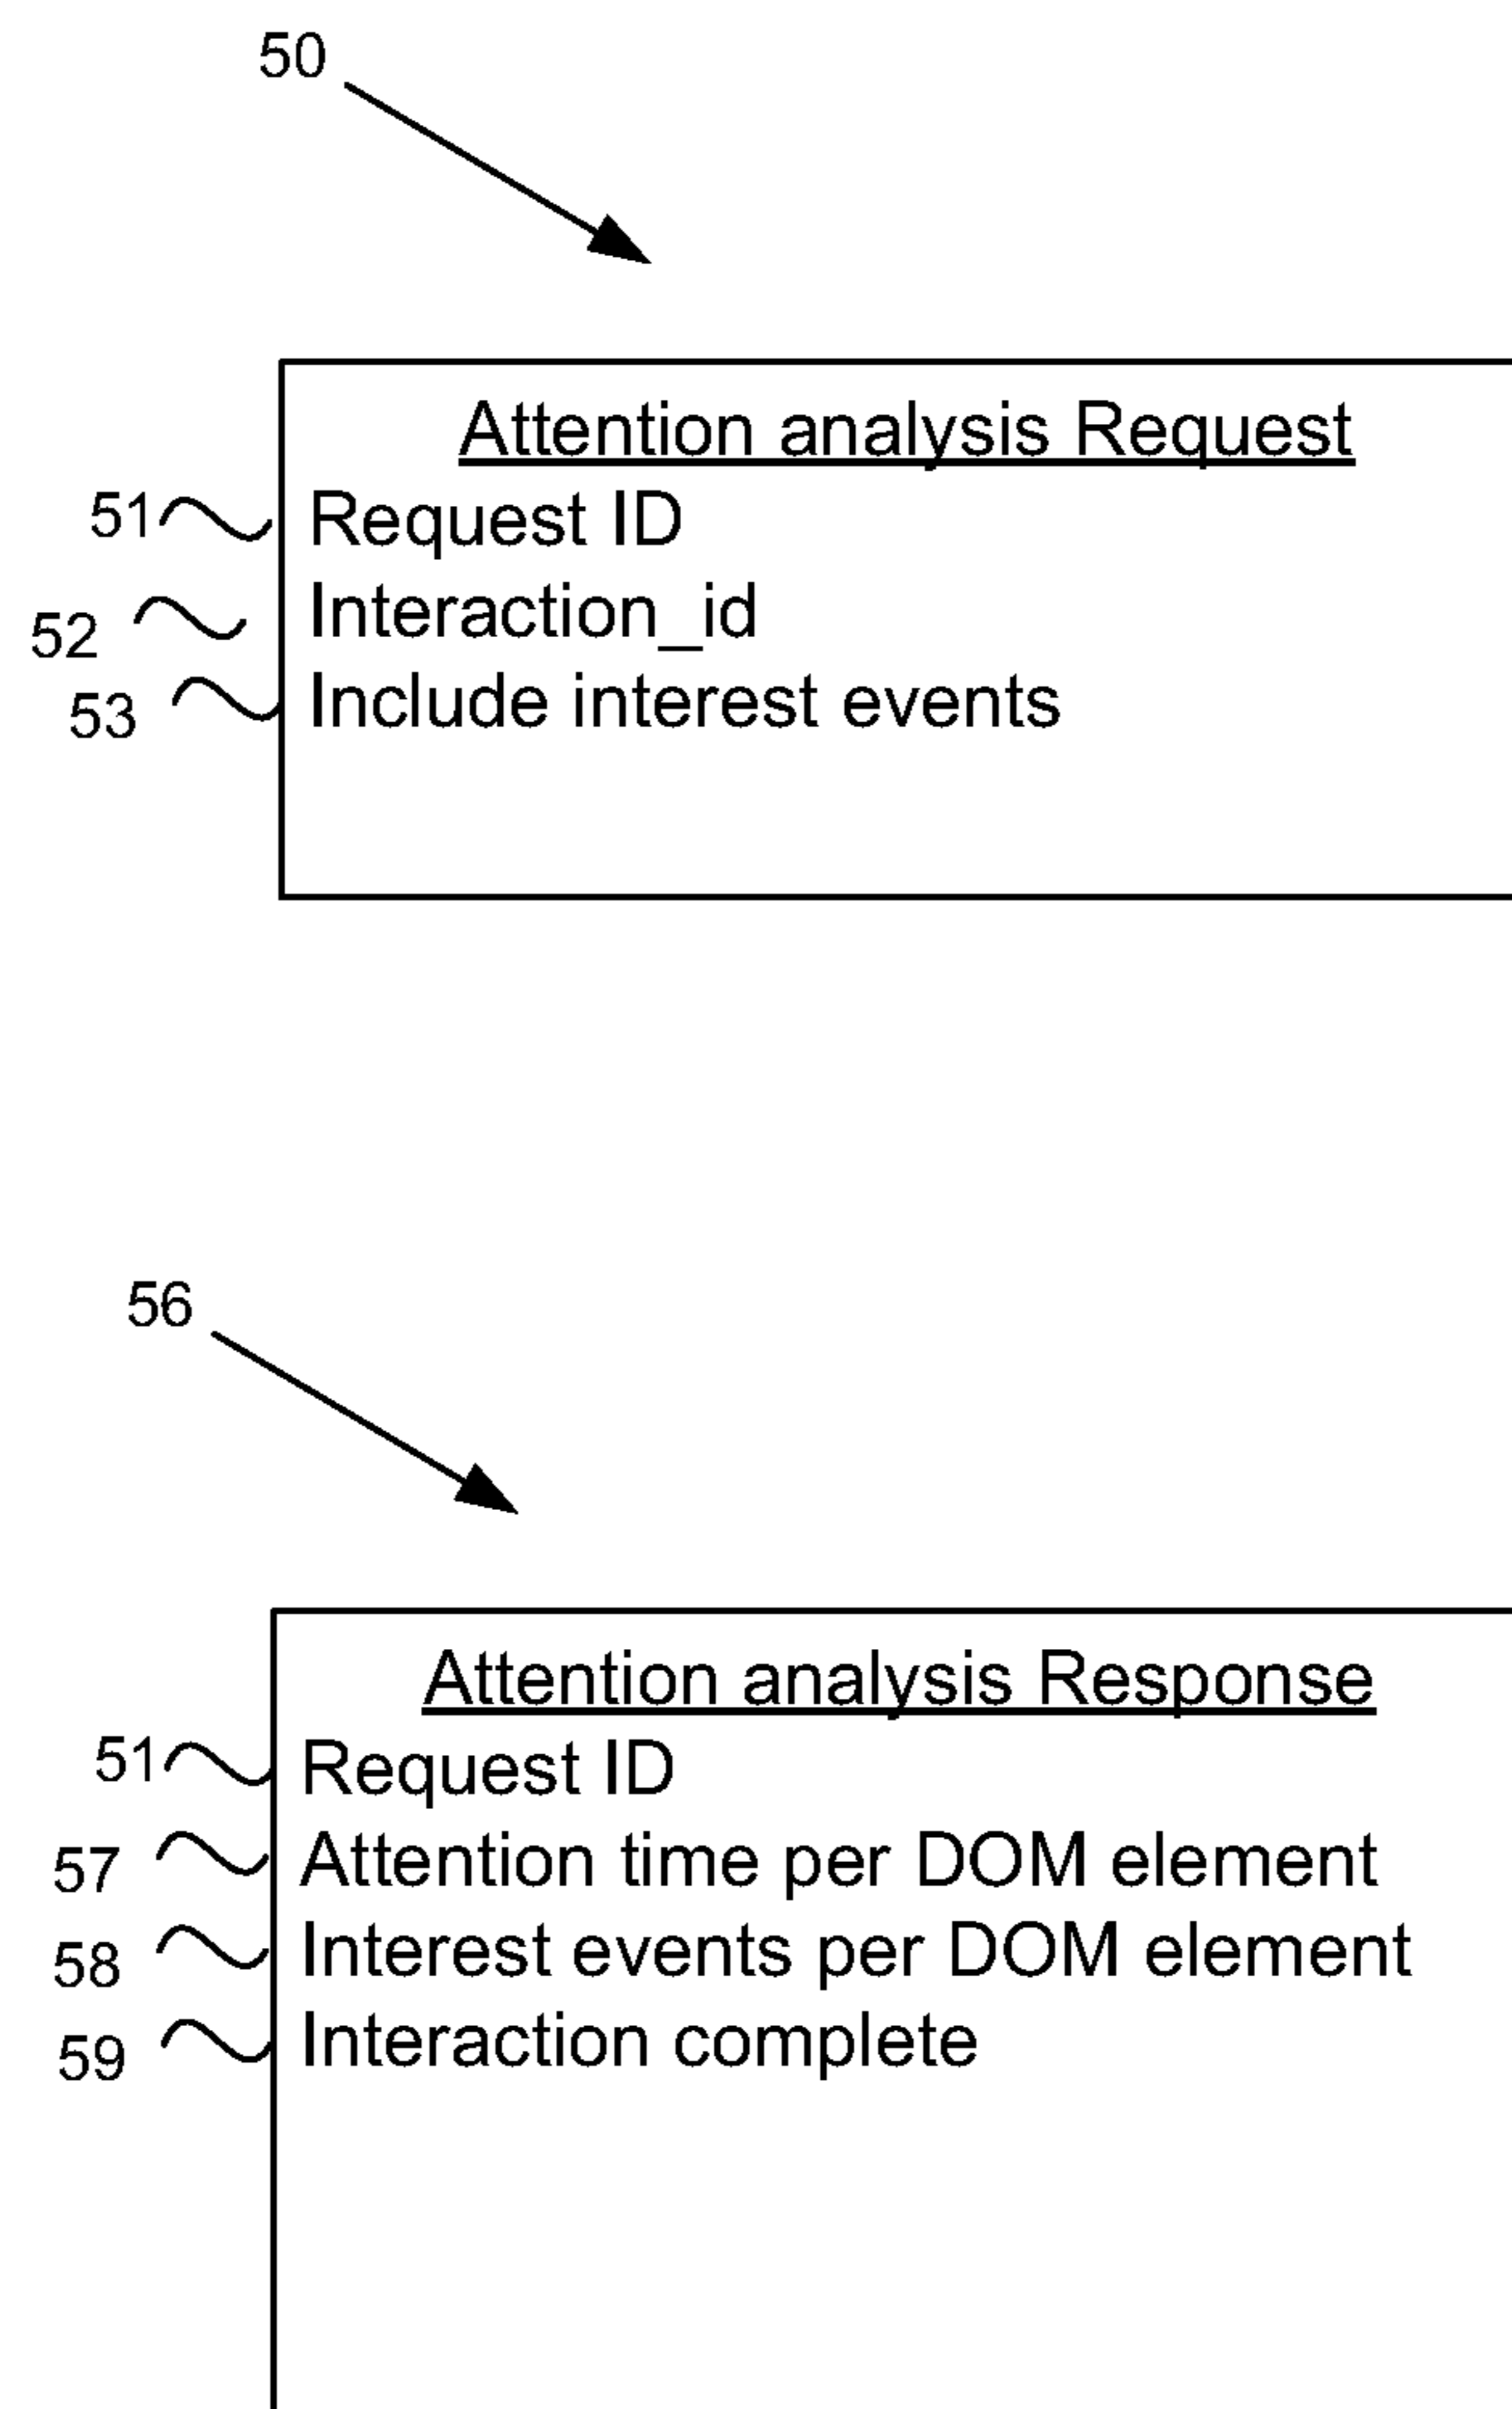 50
Attention analysis Request
51 Request ID
52 Interaction_id
53 Include interest events
56
Attention analysis Response
51 Request ID
57 Attention time per DOM element
58 Interest events per DOM element
59 Interaction complete